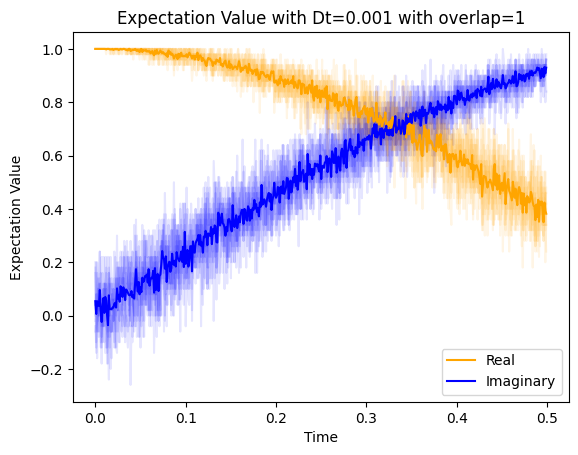 Expectation Value with Dt=0.001 with overlap=1
Expectation Value
1.0
0.8
0.6
0.4
0.2
0.0
−0.2
Real
Imaginary
0.0 0.1 0.2 0.3 0.4 0.5
Time